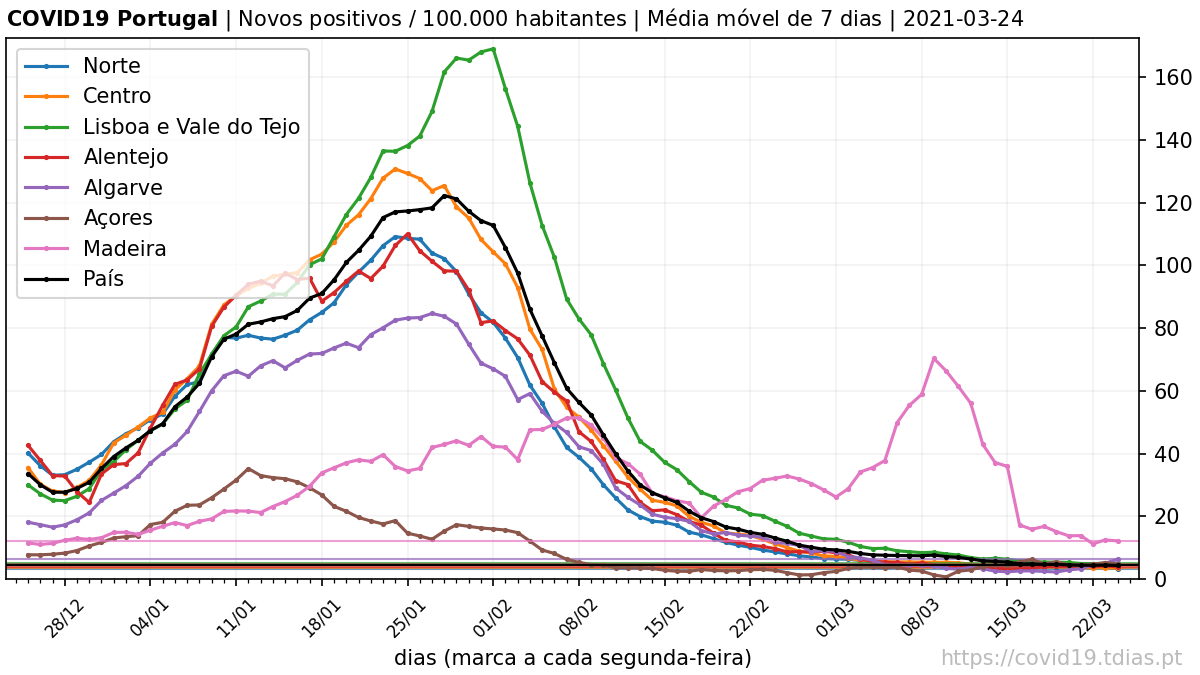 COVID19 Portugal | Novos positivos / 100.000 habitantes | Média móvel de 7 dias | 2021-03-24
Norte
Centro
Lisboa e Vale do Tejo
Alentejo
Algarve
Açores
Madeira
País
160
140
120
100
80
60
40
20
0
28/12 04/01 11/01 18/01 25/01 01/02 08/02 15/02 22/02 01/03 08/03 15/03 22/03
dias (marca a cada segunda-feira)
https://covid19.tdias.pt